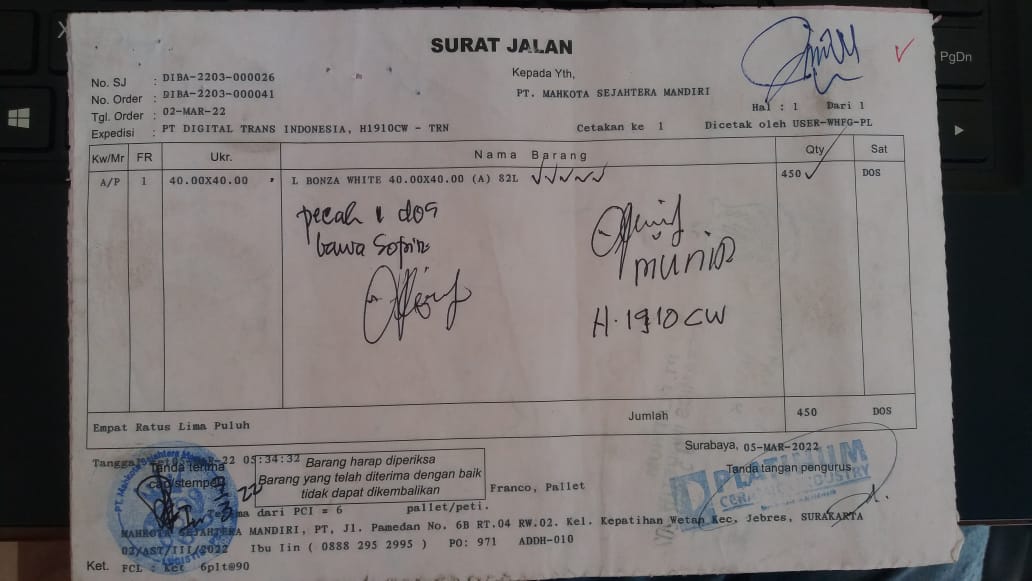 SURAT JALAN
PgDn
No. SJ : DIBA-2203-000026
Kepada Yth,
No. Order : DIBA-2203-000041
PT. MAHKOTA SEJAHTERA MANDIRI
Tgl. Order : 02-MAR-22
Hal : 1 Dari 1
Expedisi : PT DIGITAL TRANS INDONESIA, H1910CW - TRN
Cetakan ke 1 Dicetak oleh USER-WHFG-PL
Kw/Mr FR Ukr. Nama Barang Qty Sat
A/P 1 40.00X40.00 L BONZA WHITE 40.00X40.00 (A) 82L 450 DOS
pecah 1 dos
bawa Sopir
H. 1910 CW
Jumlah 450 DOS
Empat Ratus Lima Puluh
Surabaya, 05-MAR-2022
05:34:32
Tanda terima
cap/stempel
Barang harap diperiksa
Barang yang telah diterima dengan baik
tidak dapat dikembalikan
Tanda tangan pengurus
PLATINUM
CERAMICS INDUSTRY
Franco, Pallet
dari PCI = 6 pallet/peti.
MAHKOTA SEJAHTERA MANDIRI, PT, Jl. Pamedan No. 6B RT.04 RW.02. Kel. Kepatihan Wetan Kec. Jebres, SURAKARTA
02/AST/III/2022 Ibu Iin ( 0888 295 2995 ) PO: 971 ADDH-010
Ket. FCL : Ket 6plt@90